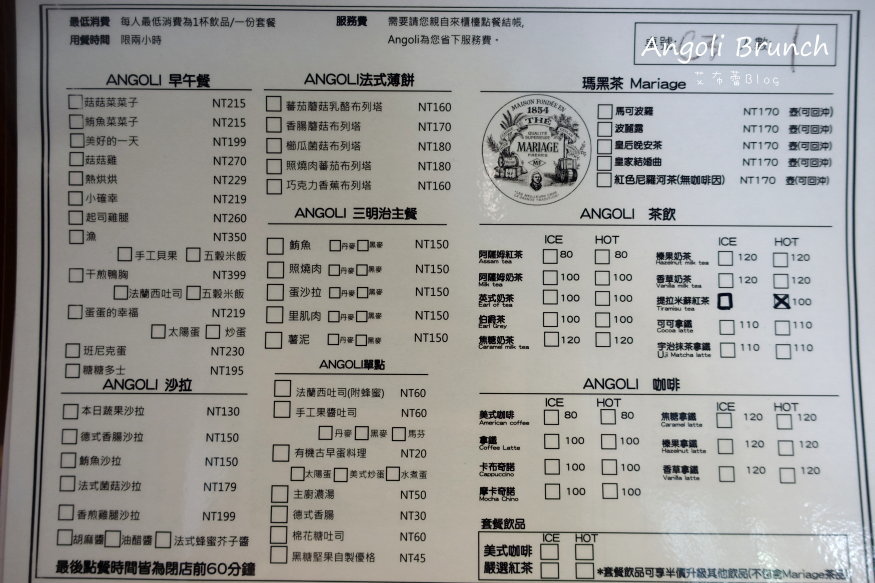 最低消費 每人最低消費為1杯飲品/一份套餐
用餐時間 限兩小時
服務費 需要請您親自來櫃檯點餐結帳,
Angoli為您省下服務費。
Angoli Brunch
艾布蕾Blog
ANGOLI 早午餐
菇菇菜菜子 NT215
鮪魚菜菜子 NT215
美好的一天 NT199
菇菇雞 NT270
熱烘烘 NT229
小確幸 NT219
起司雞腿 NT260
漁 NT350
手工貝果 五穀米飯
干煎鴨胸 NT399
法蘭西吐司 五穀米飯
蛋蛋的幸福 NT219
太陽蛋 炒蛋
班尼克蛋 NT230
糖糖多士 NT195
ANGOLI 沙拉
本日蔬果沙拉 NT130
德式香腸沙拉 NT150
鮪魚沙拉 NT150
法式菌菇沙拉 NT179
香煎雞腿沙拉 NT199
胡麻醬 油醋醬 法式蜂蜜芥子醬
最後點餐時間皆為閉店前60分鐘
ANGOLI法式薄餅
蕃茄蘑菇乳酪布列塔 NT160
香腸蘑菇布列塔 NT170
櫛瓜菌菇布列塔 NT180
照燒肉蕃茄布列塔 NT180
巧克力香蕉布列塔 NT160
ANGOLI 三明治主餐
鮪魚 丹麥 黑麥 NT150
照燒肉 丹麥 黑麥 NT150
蛋沙拉 丹麥 黑麥 NT150
里肌肉 丹麥 黑麥 NT150
薯泥 丹麥 黑麥 NT150
ANGOLI單點
法蘭西吐司(附蜂蜜) NT60
手工果醬吐司 NT60
丹麥 黑麥 馬芬
有機古早蛋料理 NT20
太陽蛋 美式炒蛋 水煮蛋
主廚濃湯 NT50
德式香腸 NT30
棉花糖吐司 NT60
黑糖堅果自製優格 NT45
瑪黑茶 Mariage
MAISON FONDÉE EN
1854
THÉ
QUALITÉ SUPÉRIEURE
MARIAGE
FRÈRES
MF
馬可波羅 NT170 壺(可回沖)
波麗露 NT170 壺(可回沖)
皇后晚安茶 NT170 壺(可回沖)
皇家結婚曲 NT170 壺(可回沖)
紅色尼羅河茶(無咖啡因) NT170 壺(可回沖)
ANGOLI 茶飲
ICE HOT
阿薩姆紅茶 80 80
Assam tea
阿薩姆奶茶 100 100
Milk tea
英式奶茶 100 100
Earl of tea
伯爵茶 100 100
Earl Grey
焦糖奶茶 120 120
Caramel milk tea
ICE HOT
榛果奶茶 120 120
Hazelnut milk tea
香草奶茶 120 120
Vanilla milk tea
提拉米蘇紅茶 100
Tiramisu tea
可可拿鐵 110 110
Cocoa latte
宇治抹茶拿鐵 110 110
Uji Matcha latte
ANGOLI 咖啡
ICE HOT
美式咖啡 80 80
American coffee
拿鐵 100 100
Coffee Latte
卡布奇諾 100 100
Cappuccino
摩卡奇諾 100 100
Mocha Chino
ICE HOT
焦糖拿鐵 120 120
Caramel latte
榛果拿鐵 120 120
Hazelnut latte
香草拿鐵 120 120
Vanilla latte
套餐飲品
ICE HOT
美式咖啡
嚴選紅茶
*套餐飲品可享半價升級其他飲品(不包含Mariage茶品)